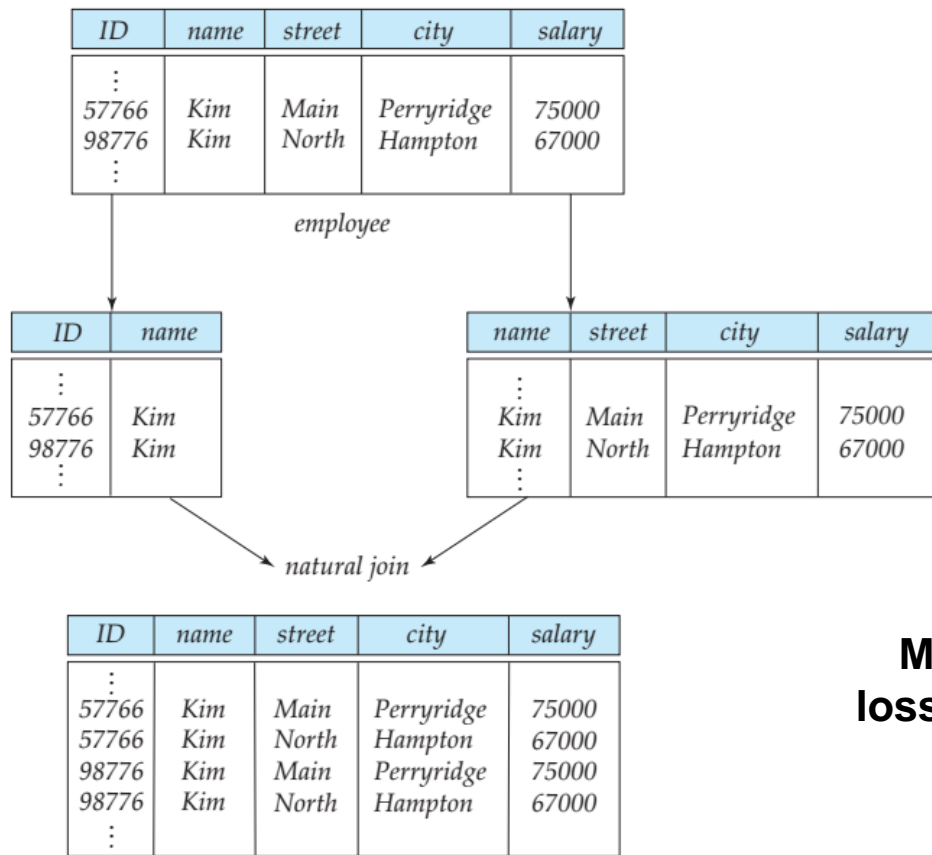 ID name street city salary
⋮
57766 Kim Main Perryridge 75000
98776 Kim North Hampton 67000
⋮
employee
ID name
⋮
57766 Kim
98776 Kim
⋮
name street city salary
⋮
Kim Main Perryridge 75000
Kim North Hampton 67000
⋮
natural join
ID name street city salary
⋮
57766 Kim Main Perryridge 75000
57766 Kim North Hampton 67000
98776 Kim Main Perryridge 75000
98776 Kim North Hampton 67000
⋮
M
loss